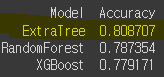 Model Accuracy
ExtraTree 0.808707
RandomForest 0.787354
XGBoost 0.779171